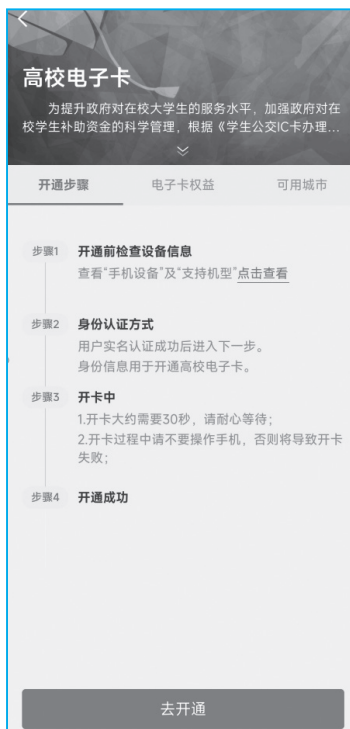 高校电子卡
为提升政府对在校大学生的服务水平，加强政府对在
校学生补助资金的科学管理，根据《学生公交IC卡办理...
开通步骤 电子卡权益 可用城市
步骤1 开通前检查设备信息
查看“手机设备”及“支持机型”点击查看
步骤2 身份认证方式
用户实名认证成功后进入下一步。
身份信息用于开通高校电子卡。
步骤3 开卡中
1.开卡大约需要30秒，请耐心等待；
2.开卡过程中请不要操作手机，否则将导致开卡
失败；
步骤4 开通成功
去开通